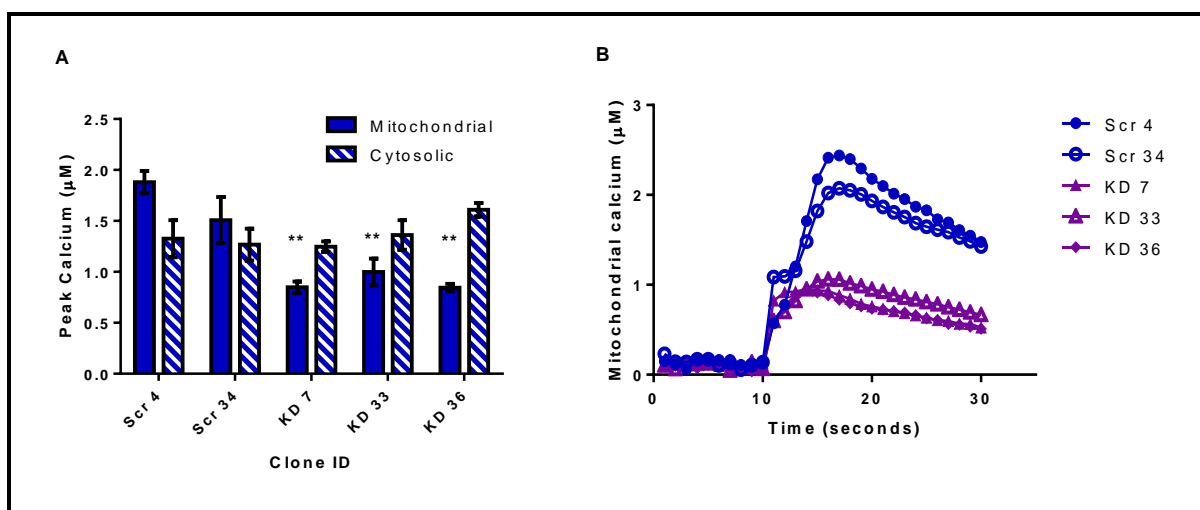 A
Peak Calcium (µM)
2.5
2.0
1.5
1.0
0.5
0.0
Mitochondrial
Cytosolic
**
**
**
Scr 4
Scr 34
KD 7
KD 33
KD 36
Clone ID
B
Mitochondrial calcium (µM)
3
2
1
0
0
10
20
30
Time (seconds)
Scr 4
Scr 34
KD 7
KD 33
KD 36